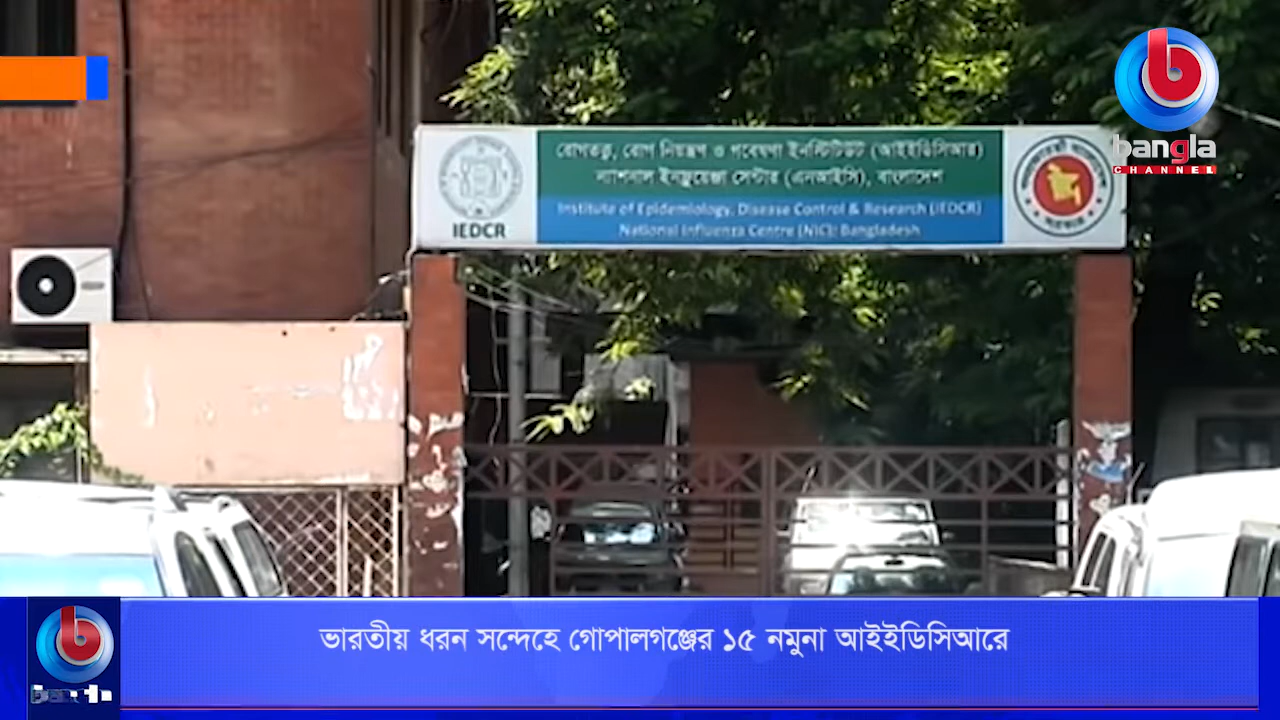 bangla
CHANNEL
রোগতত্ত্ব, রোগ নিয়ন্ত্রণ ও গবেষণা ইনস্টিটিউট (আইইডিসিআর)
ন্যাশনাল ইনফ্লুয়েঞ্জা সেন্টার (এনআইসি), বাংলাদেশ
Institute of Epidemiology, Disease Control & Research (IEDCR)
National Influenza Centre (NIC), Bangladesh
IEDCR
ভারতীয় ধরন সন্দেহে গোপালগঞ্জের ১৫ নমুনা আইইডিসিআরে